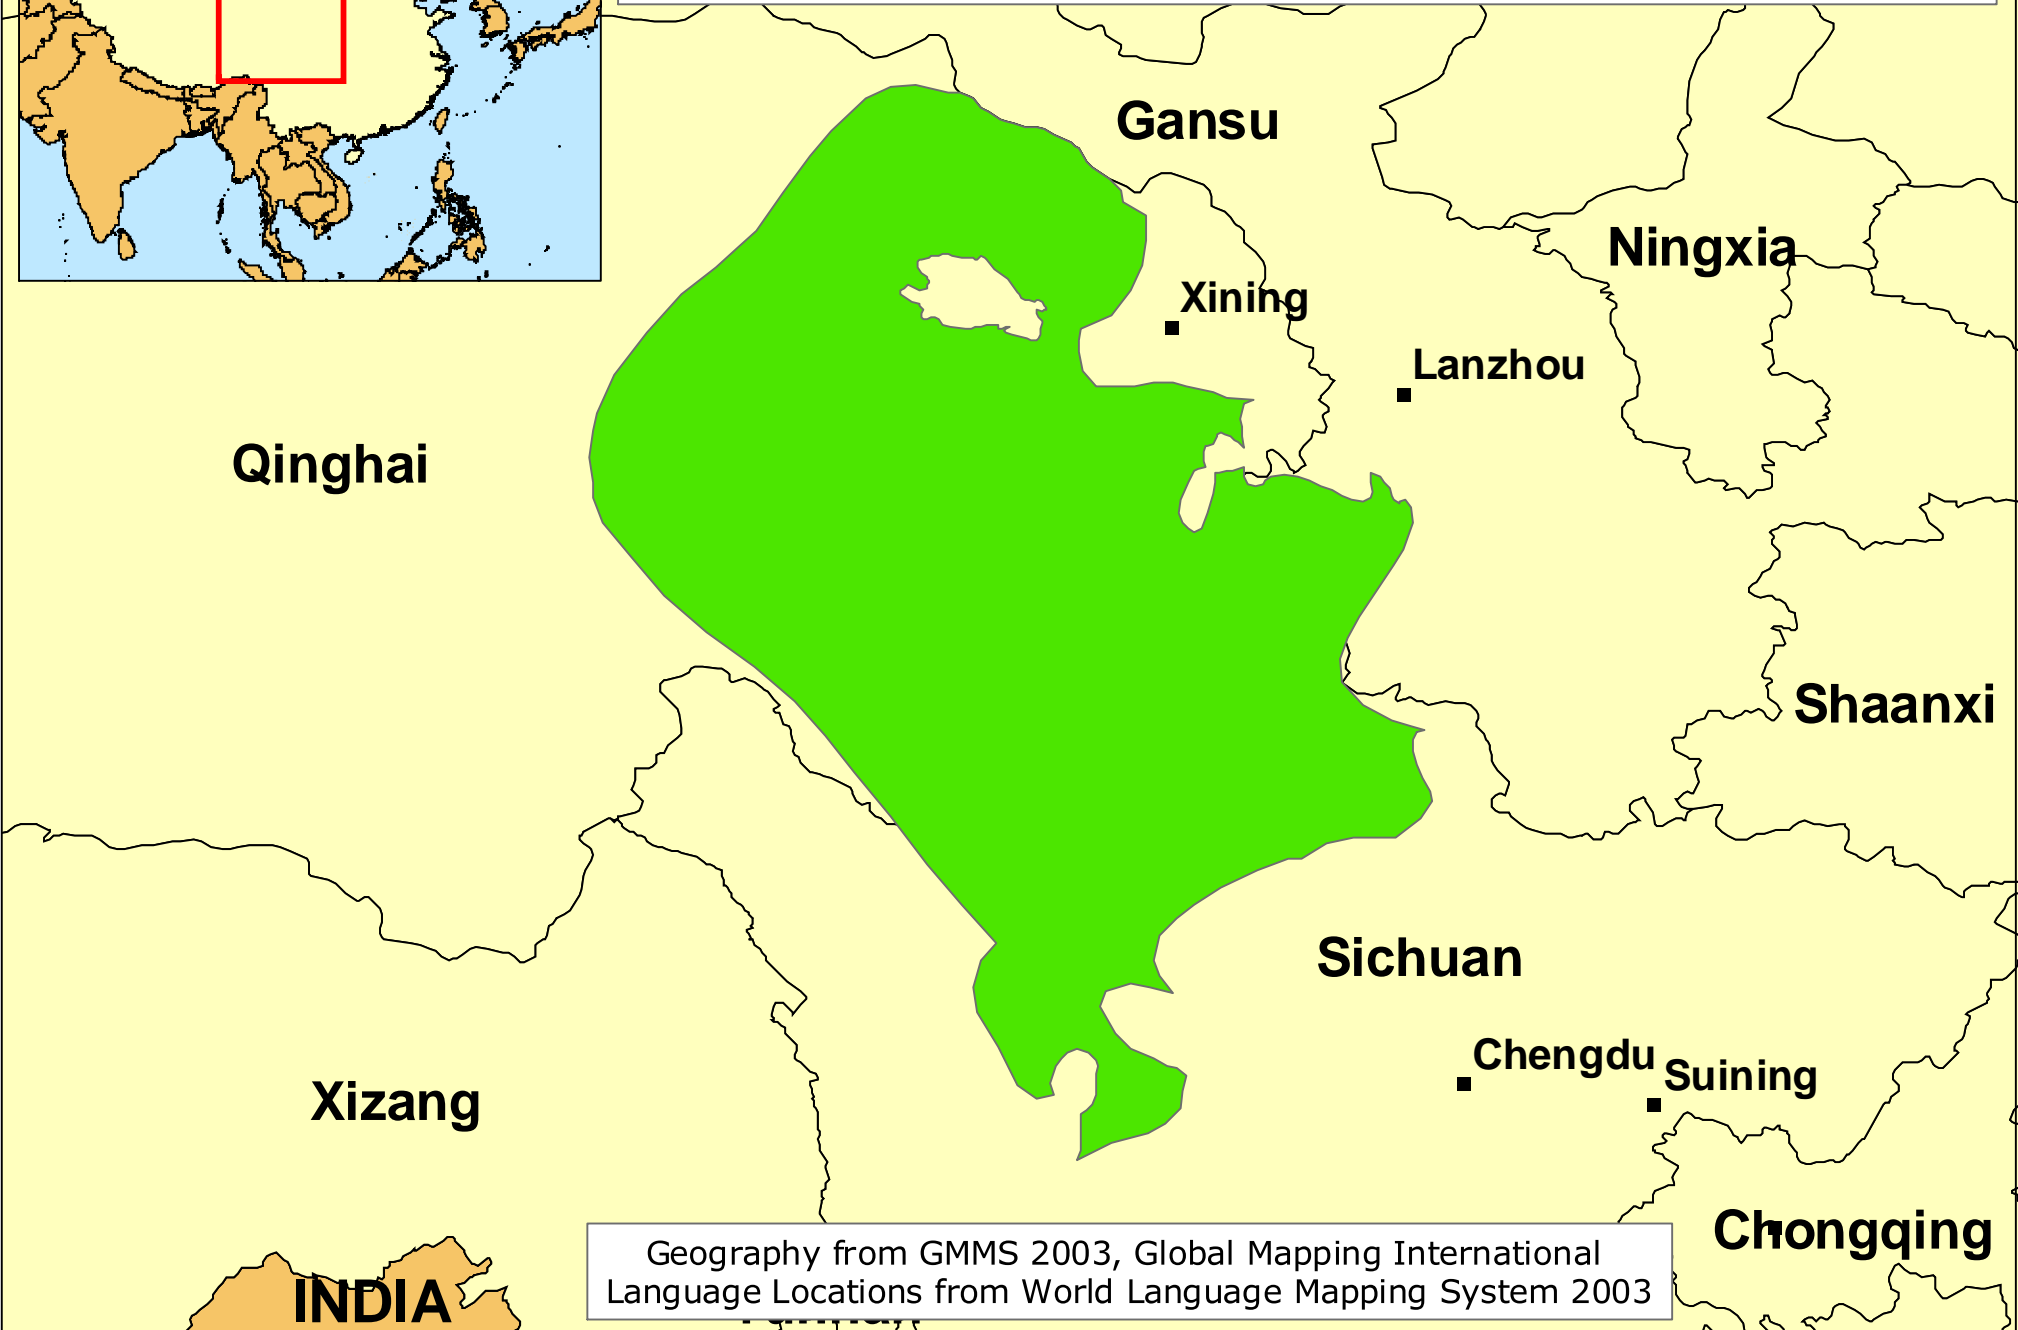 Gansu
Ningxia
Xining
Lanzhou
Qinghai
Shaanxi
Sichuan
Chengdu
Suining
Xizang
Chongqing
Geography from GMMS 2003, Global Mapping International
Language Locations from World Language Mapping System 2003
INDIA